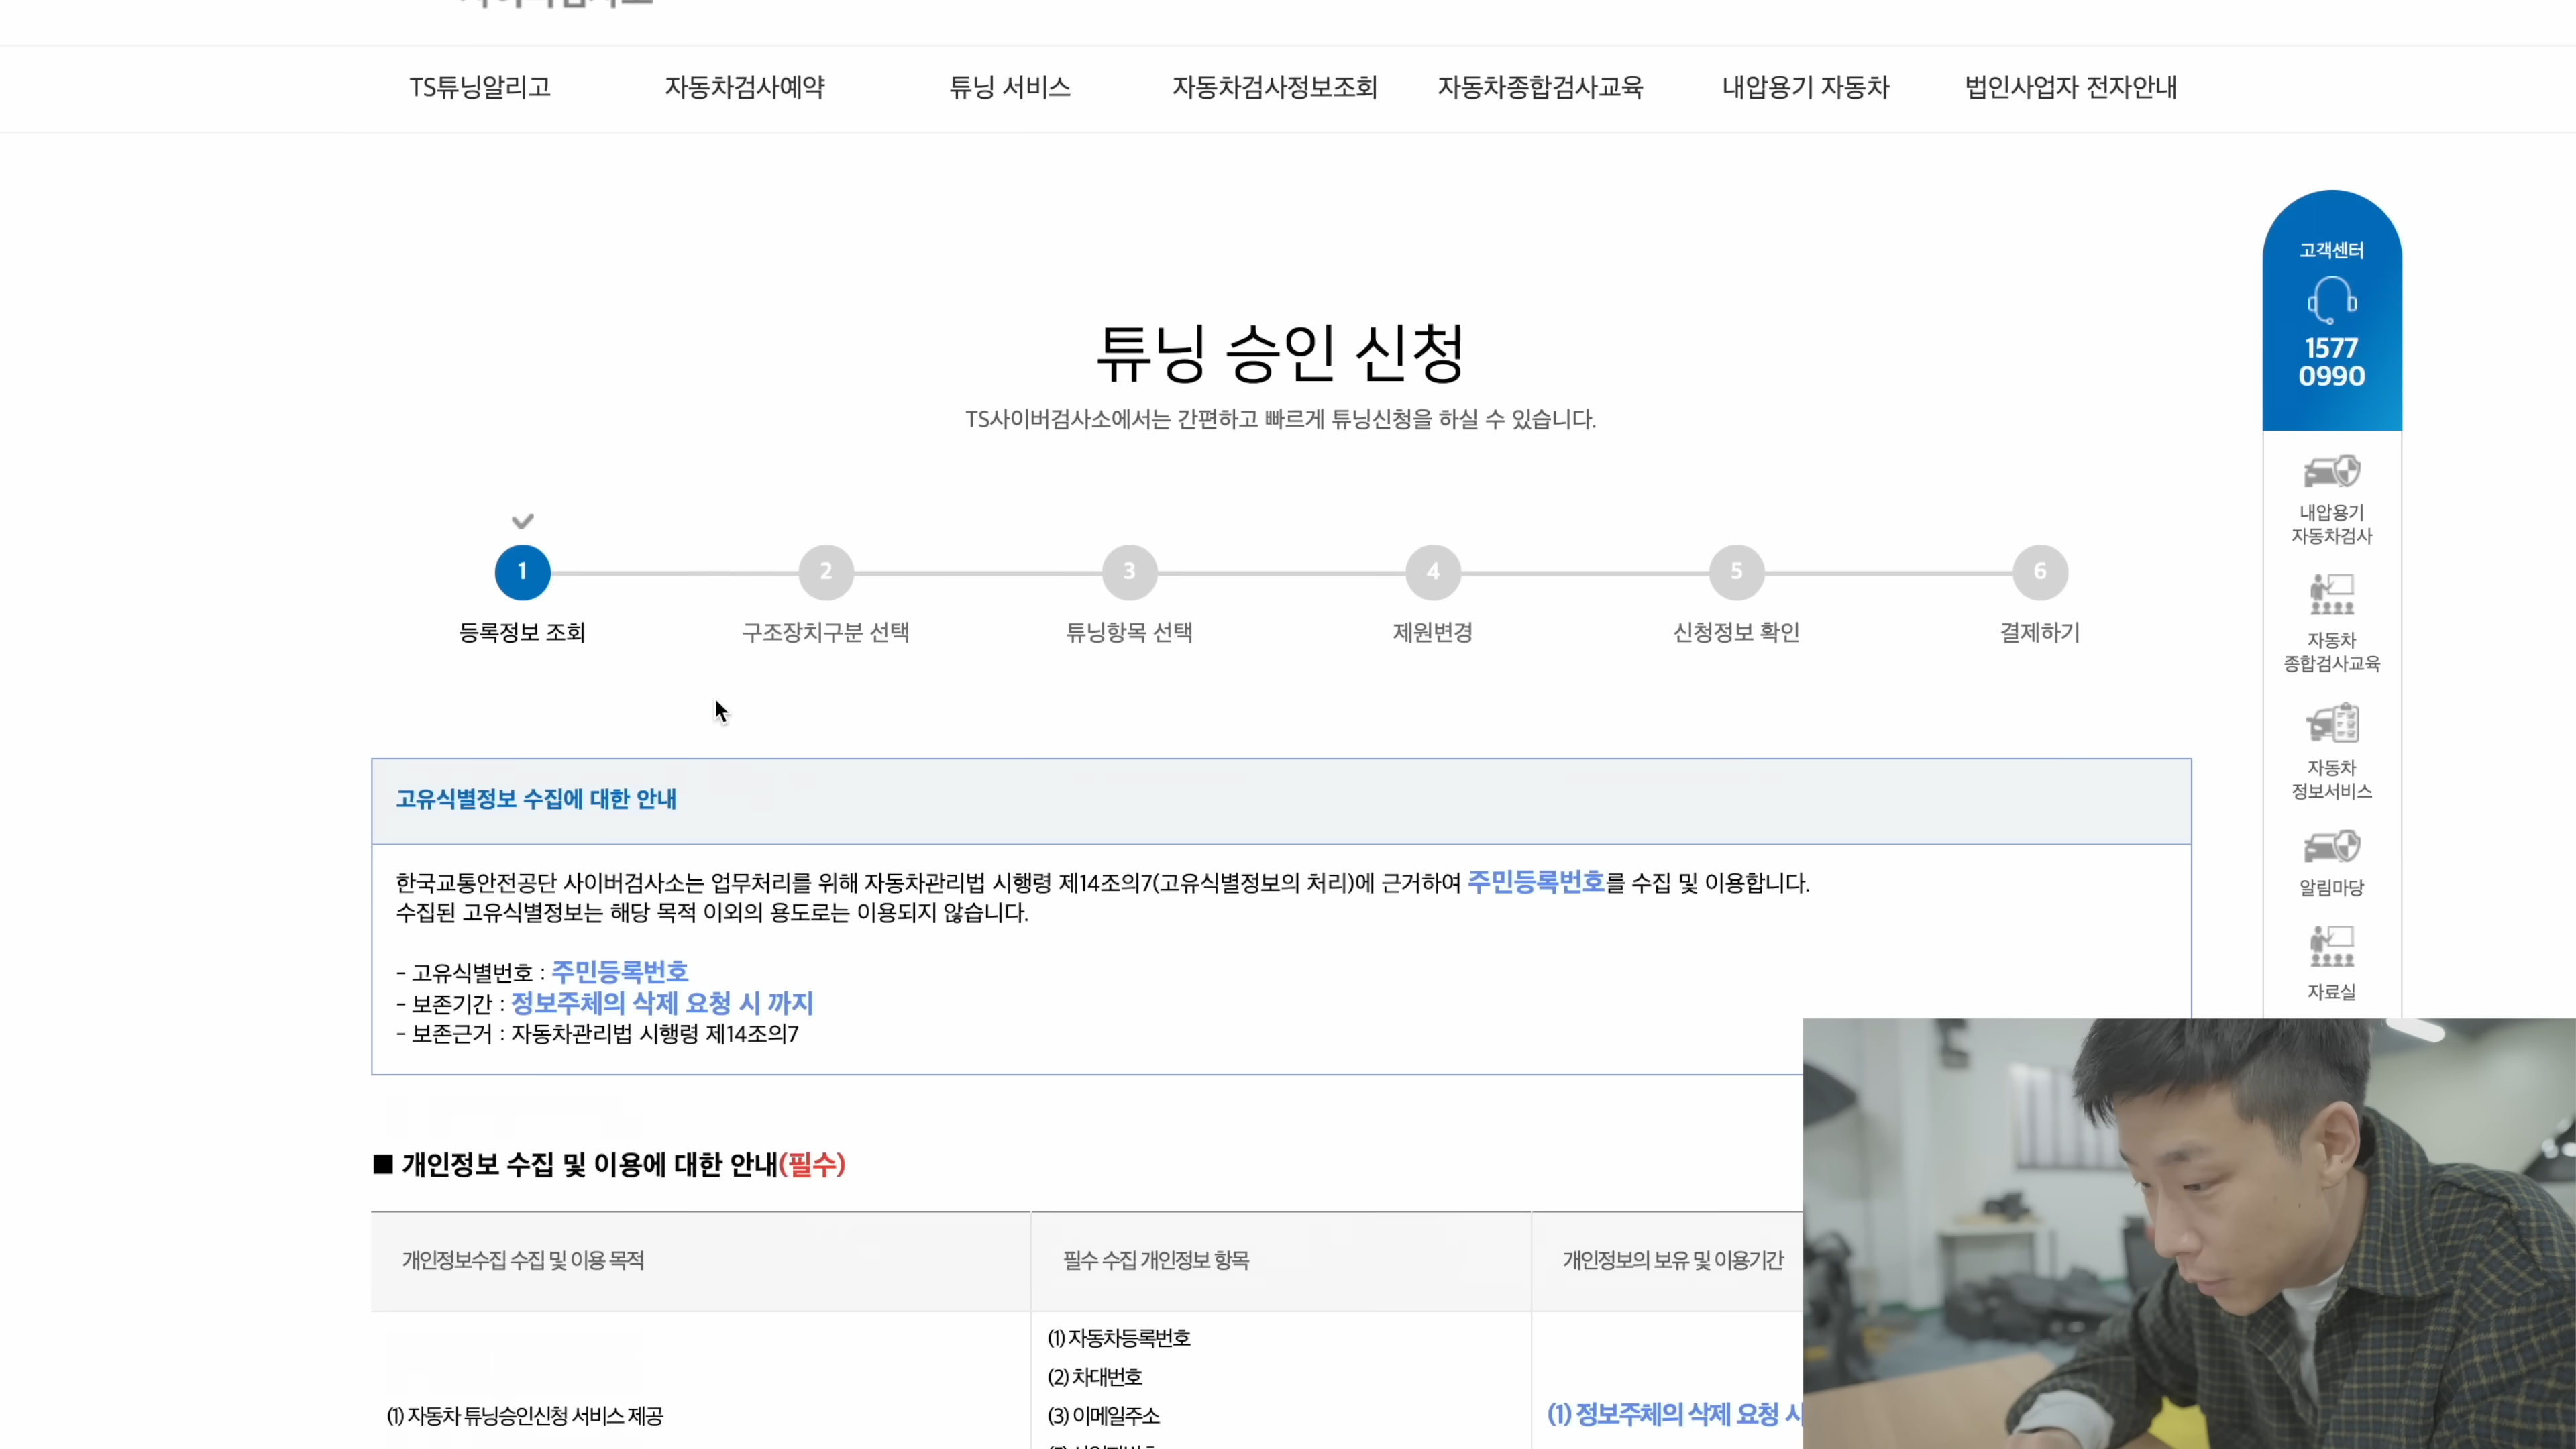 TS튜닝알리고 자동차검사예약 튜닝 서비스 자동차검사정보조회 자동차종합검사교육 내압용기 자동차 법인사업자 전자안내
튜닝 승인 신청
TS사이버검사소에서는 간편하고 빠르게 튜닝신청을 하실 수 있습니다.
1 2 3 4 5 6
등록정보 조회 구조장치구분 선택 튜닝항목 선택 제원변경 신청정보 확인 결제하기
고유식별정보 수집에 대한 안내
한국교통안전공단 사이버검사소는 업무처리를 위해 자동차관리법 시행령 제14조의7(고유식별정보의 처리)에 근거하여 주민등록번호를 수집 및 이용합니다.
수집된 고유식별정보는 해당 목적 이외의 용도로는 이용되지 않습니다.
- 고유식별번호 : 주민등록번호
- 보존기간 : 정보주체의 삭제 요청 시 까지
- 보존근거 : 자동차관리법 시행령 제14조의7
■ 개인정보 수집 및 이용에 대한 안내(필수)
개인정보수집 수집 및 이용 목적 필수 수집 개인정보 항목 개인정보의 보유 및 이용기간
(1) 자동차 튜닝승인신청 서비스 제공
(1) 자동차등록번호
(2) 차대번호
(3) 이메일주소
(1) 정보주체의 삭제 요청 시
고객센터
1577
0990
내압용기
자동차검사
자동차
종합검사교육
자동차
정보서비스
알림마당
자료실